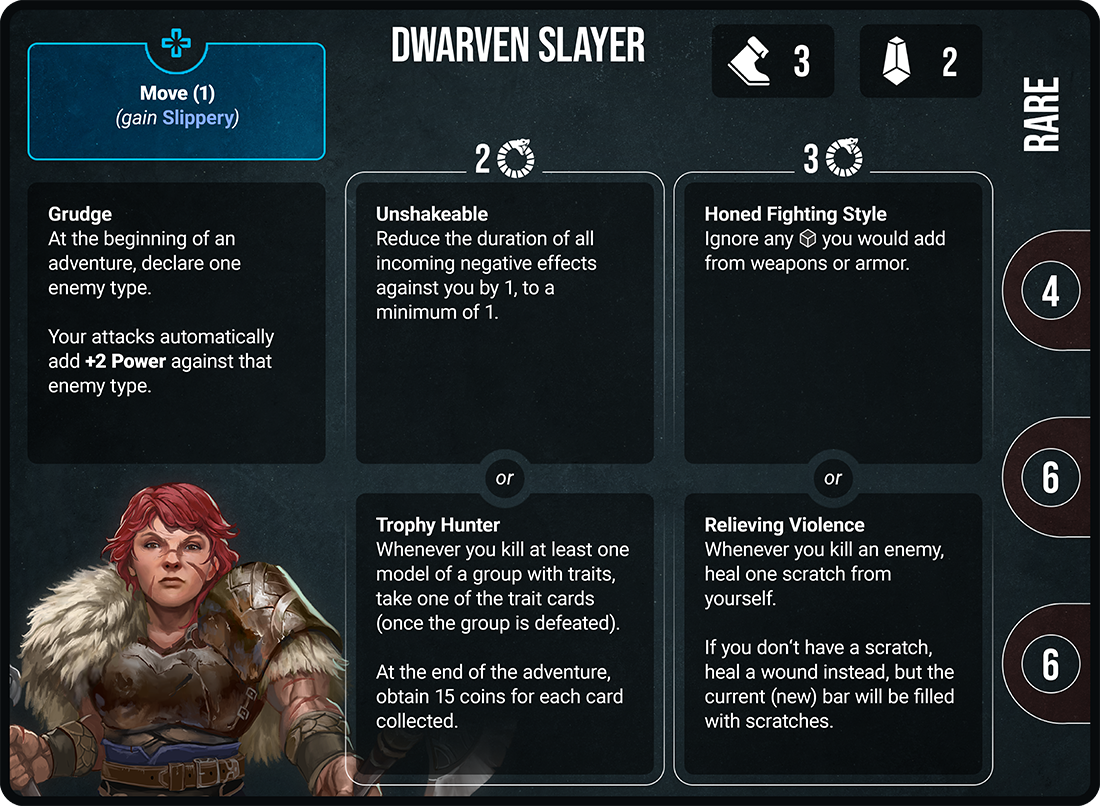 DWARVEN SLAYER
3
2
RARE
Move (1)
(gain Slippery)
Grudge
At the beginning of an
adventure, declare one
enemy type.
Your attacks automatically
add +2 Power against that
enemy type.
2
Unshakeable
Reduce the duration of all
incoming negative effects
against you by 1, to a
minimum of 1.
or
Trophy Hunter
Whenever you kill at least one
model of a group with traits,
take one of the trait cards
(once the group is defeated).
At the end of the adventure,
obtain 15 coins for each card
collected.
3
Honed Fighting Style
Ignore any you would add
from weapons or armor.
or
Relieving Violence
Whenever you kill an enemy,
heal one scratch from
yourself.
If you don‘t have a scratch,
heal a wound instead, but the
current (new) bar will be filled
with scratches.
4
6
6